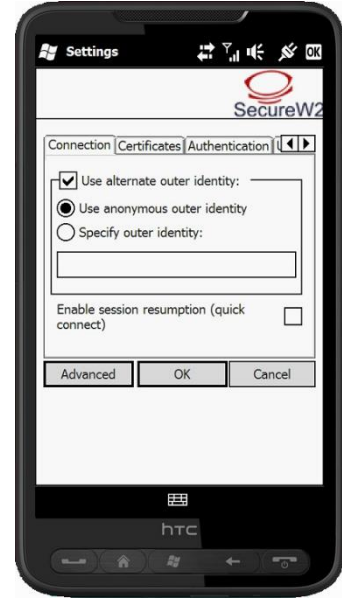 Settings
OK
SecureW2
Connection Certificates Authentication
Use alternate outer identity:
Use anonymous outer identity
Specify outer identity:
Enable session resumption (quick
connect)
Advanced OK Cancel
hTC